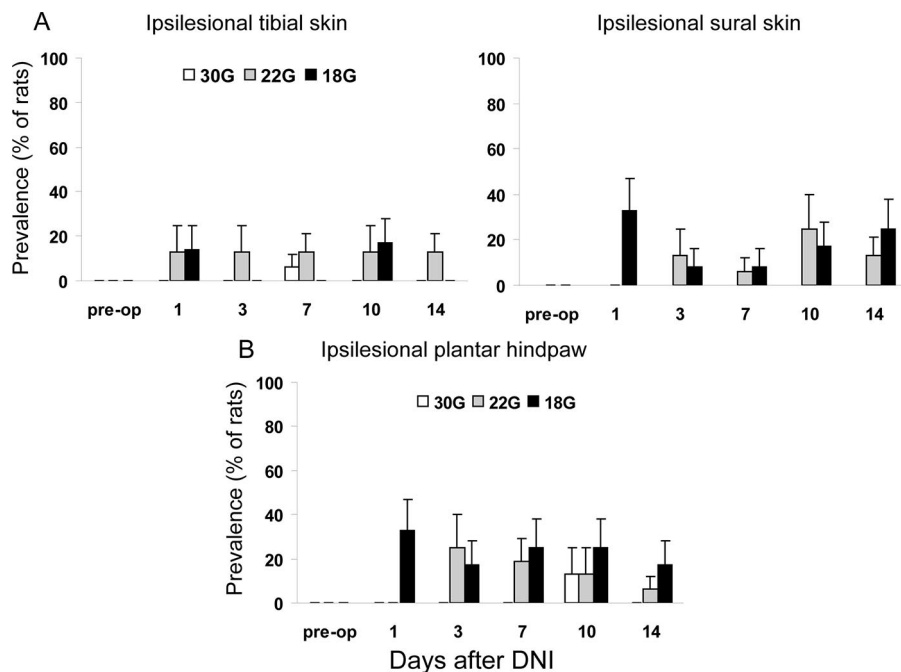 A
Ipsilesional tibial skin
Prevalence (% of rats)
100
80
60
40
20
0
30G 22G 18G
pre-op 1 3 7 10 14
Ipsilesional sural skin
100
80
60
40
20
0
pre-op 1 3 7 10 14
B
Ipsilesional plantar hindpaw
Prevalence (% of rats)
100
80
60
40
20
0
30G 22G 18G
pre-op 1 3 7 10 14
Days after DNI